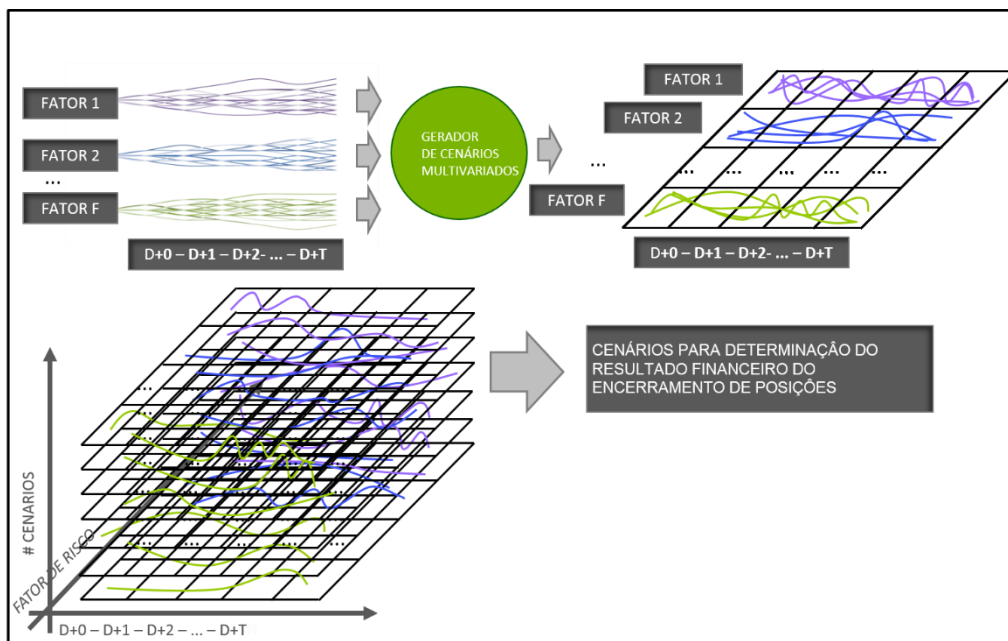 FATOR 1
FATOR 2
...
FATOR F
D+0 – D+1 – D+2- ... – D+T
GERADOR
DE CENÁRIOS
MULTIVARIADOS
FATOR 1
FATOR 2
...
FATOR F
... ... ... ... ...
D+0 – D+1 – D+2- ... – D+T
CENÁRIOS PARA DETERMINAÇÂO DO
RESULTADO FINANCEIRO DO
ENCERRAMENTO DE POSIÇÕES
# CENARIOS
FATOR DE RISCO
D+0 – D+1 – D+2 – ... – D+T